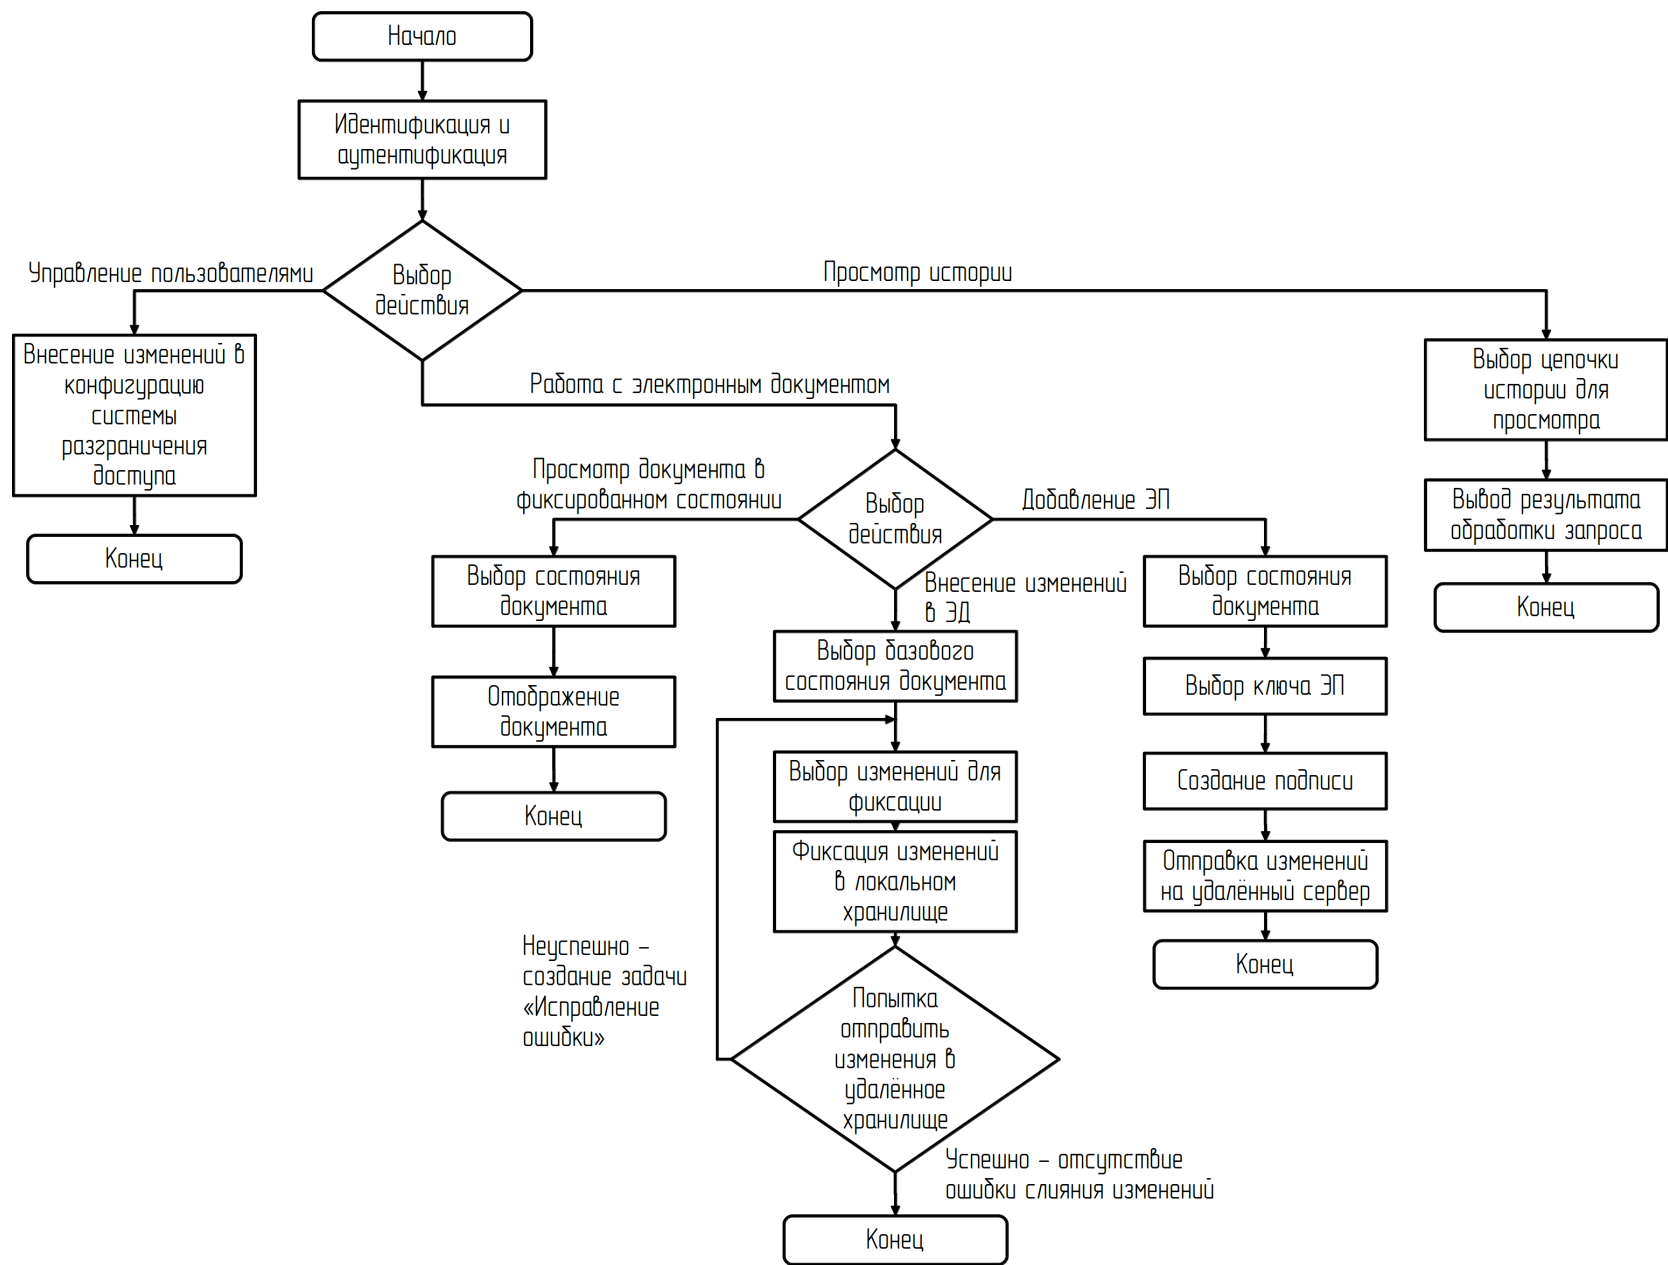 Начало
Идентификация и
аутентификация
Выбор
действия
Управление пользователями
Просмотр истории
Внесение изменений в
конфигурацию
системы
разграничения
доступа
Конец
Работа с электронным документом
Выбор цепочки
истории для
просмотра
Вывод результата
обработки запроса
Конец
Выбор
действия
Просмотр документа в
фиксированном состоянии
Добавление ЭП
Внесение изменений
в ЭД
Выбор состояния
документа
Отображение
документа
Конец
Выбор базового
состояния документа
Выбор изменений для
фиксации
Фиксация изменений
в локальном
хранилище
Попытка
отправить
изменения в
удалённое
хранилище
Неуспешно –
создание задачи
«Исправление
ошибки»
Успешно – отсутствие
ошибки слияния изменений
Конец
Выбор состояния
документа
Выбор ключа ЭП
Создание подписи
Отправка изменений
на удалённый сервер
Конец